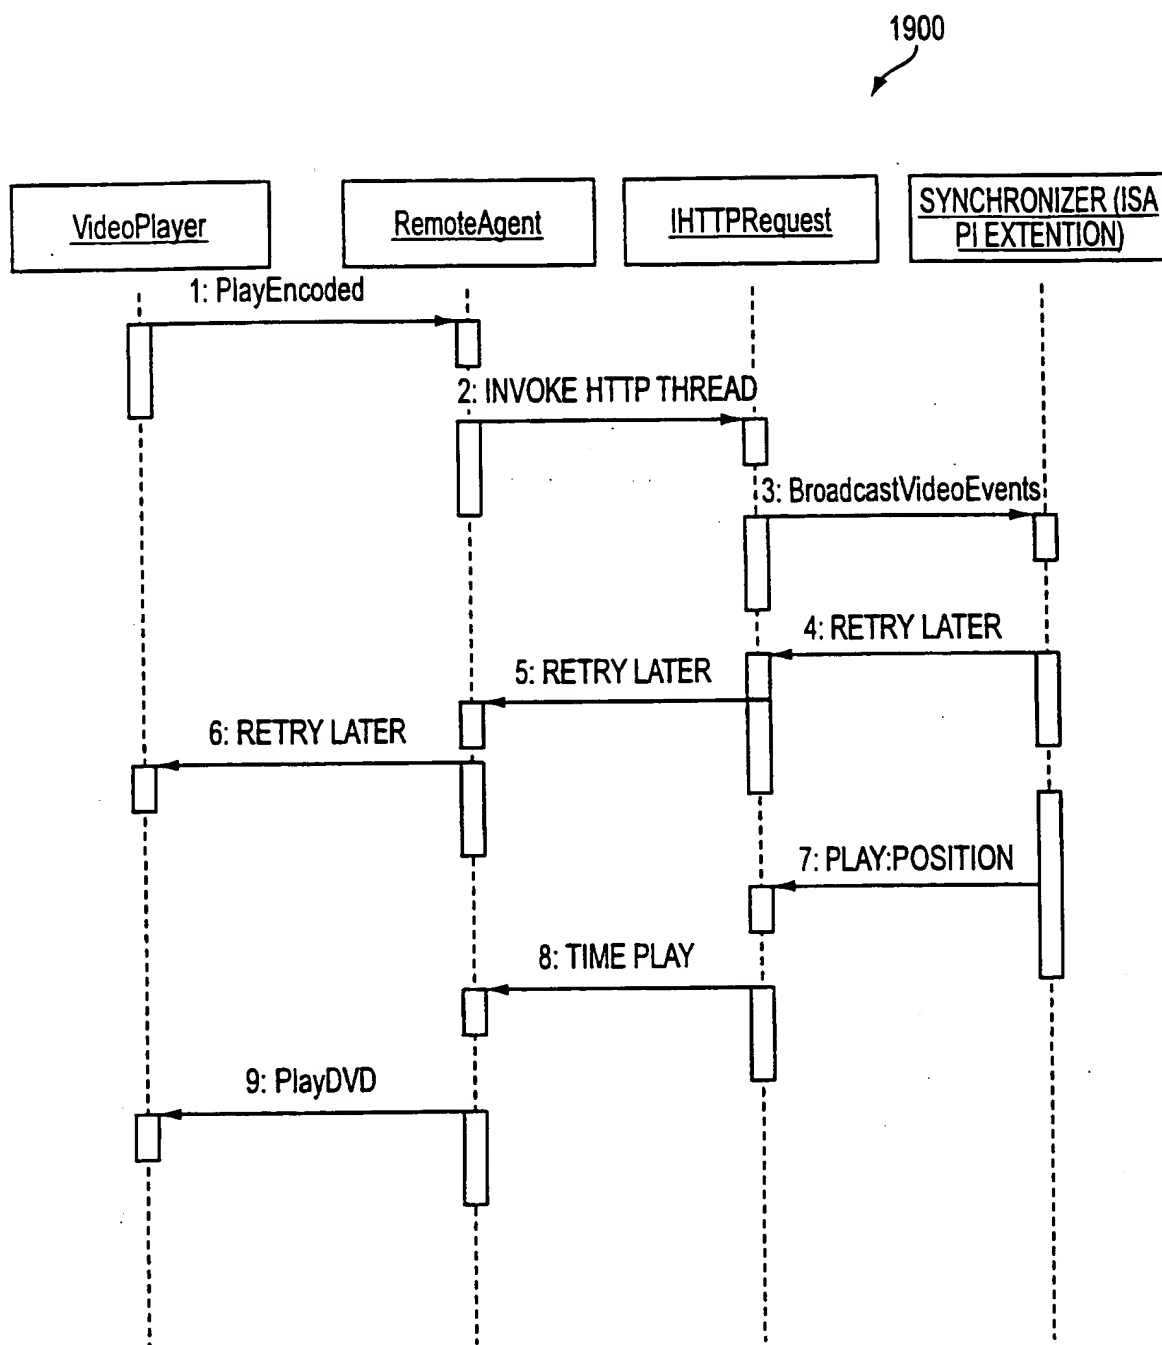 1900
VideoPlayer
RemoteAgent
IHTTPRequest
SYNCHRONIZER (ISA
PI EXTENTION)
1: PlayEncoded
2: INVOKE HTTP THREAD
3: BroadcastVideoEvents
4: RETRY LATER
5: RETRY LATER
6: RETRY LATER
7: PLAY:POSITION
8: TIME PLAY
9: PlayDVD